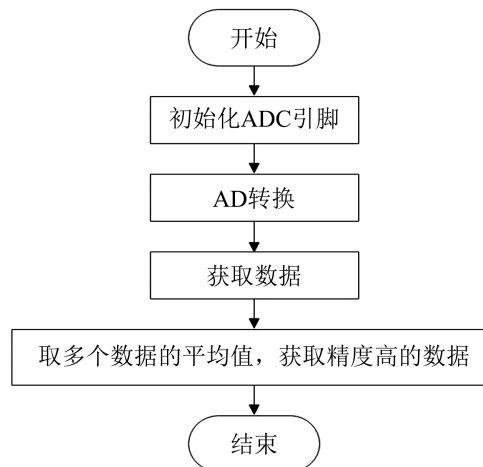 开始
初始化ADC引脚
AD转换
获取数据
取多个数据的平均值，获取精度高的数据
结束